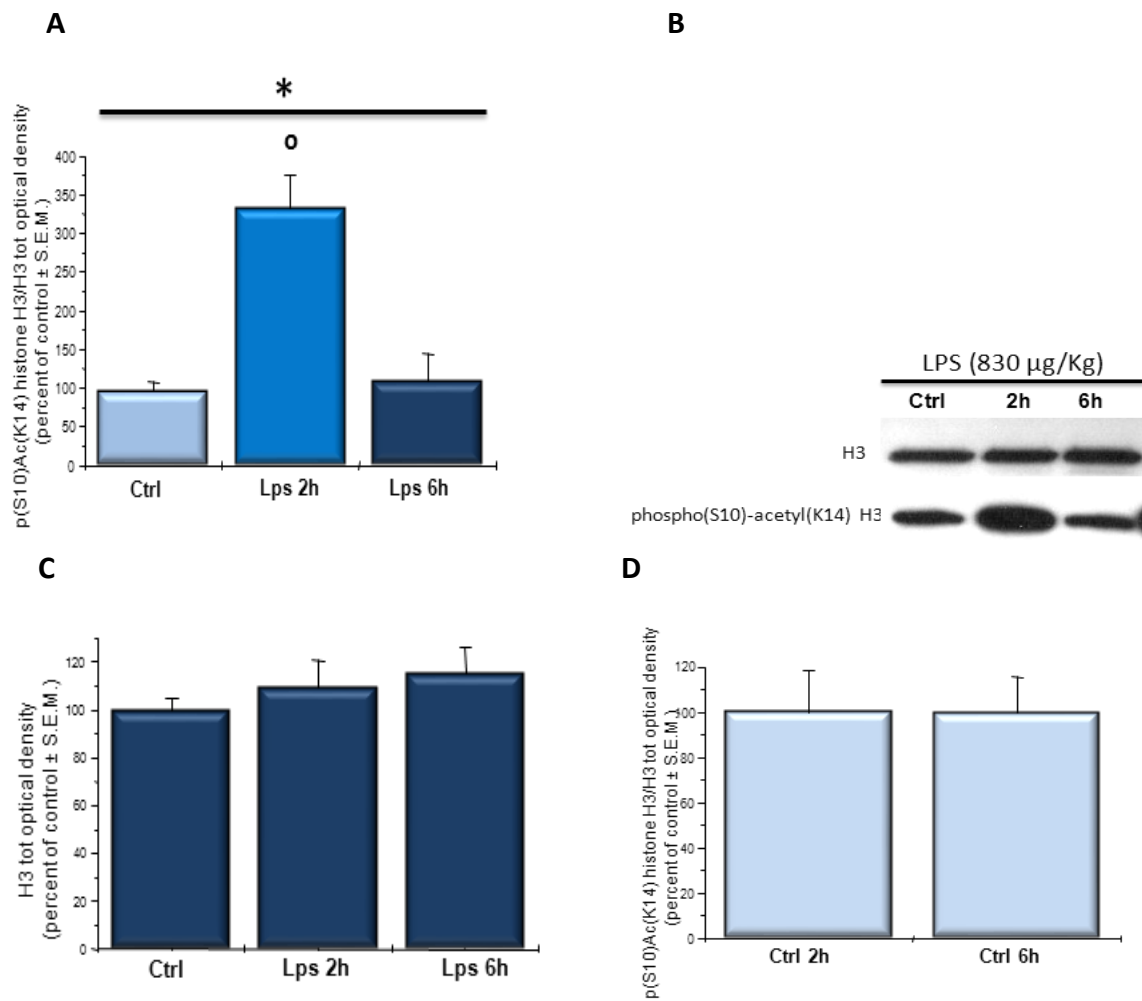 A
*
o
p(S10)Ac(K14) histone H3/H3 tot optical density
(percent of control ± S.E.M.)
400
350
300
250
200
150
100
50
0
Ctrl Lps 2h Lps 6h
B
LPS (830 µg/Kg)
Ctrl 2h 6h
H3
phospho(S10)-acetyl(K14) H3
C
H3 tot optical density
(percent of control ± S.E.M.)
120
100
80
60
40
20
0
Ctrl Lps 2h Lps 6h
D
p(S10)Ac(K14) histone H3/H3 tot optical density
(percent of control ± S.E.M.)
120
100
80
60
40
20
0
Ctrl 2h Ctrl 6h